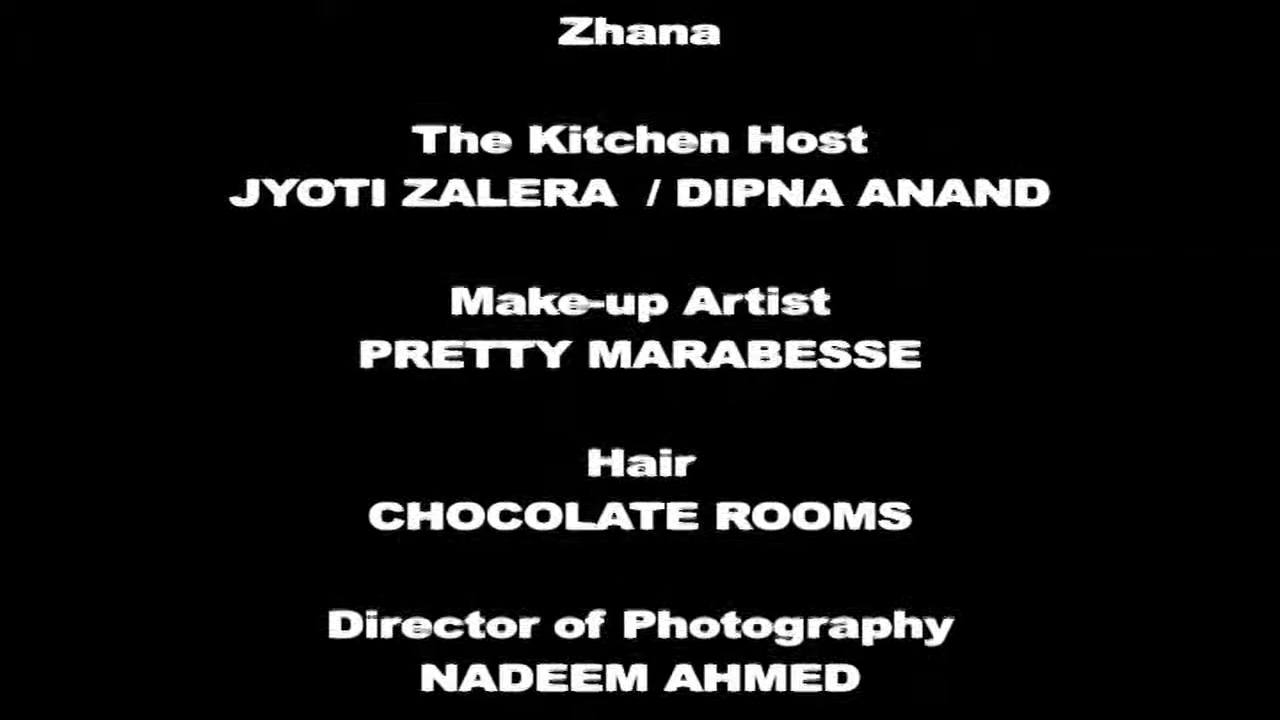 Zhana
The Kitchen Host
JYOTI ZALERA / DIPNA ANAND
Make-up Artist
PRETTY MARABESSE
Hair
CHOCOLATE ROOMS
Director of Photography
NADEEM AHMED